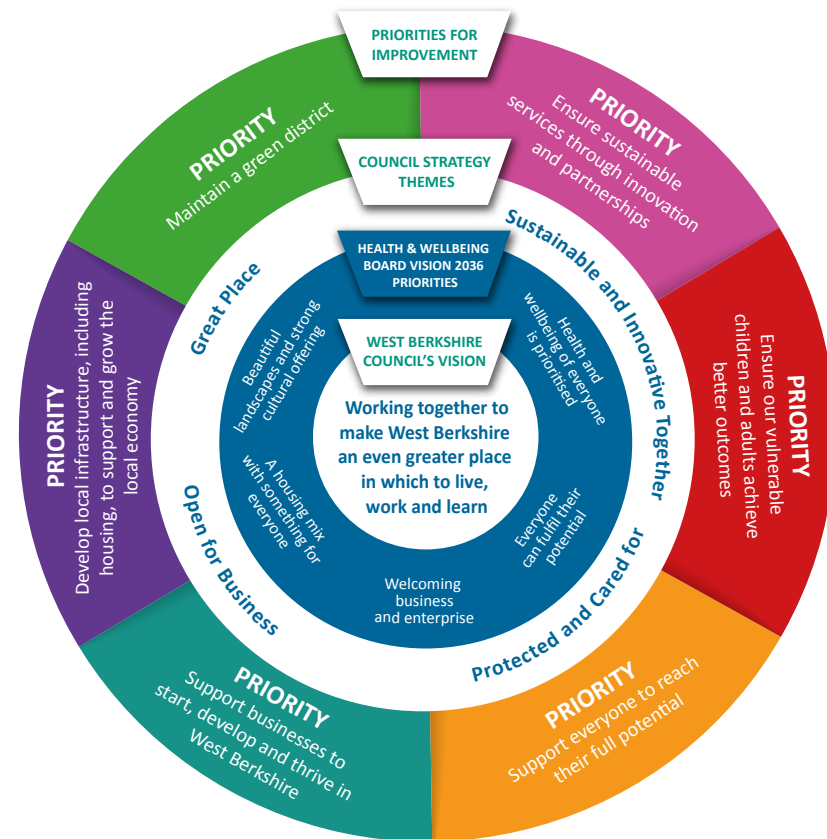 PRIORITIES FOR
IMPROVEMENT
PRIORITY
Ensure sustainable
services through innovation
and partnerships
PRIORITY
Ensure our vulnerable
children and adults achieve
better outcomes
PRIORITY
Support everyone to reach
their full potential
PRIORITY
Support businesses to
start, develop and thrive in
West Berkshire
PRIORITY
Develop local infrastructure, including
housing, to support and grow the
local economy
PRIORITY
Maintain a green district
COUNCIL STRATEGY
THEMES
Sustainable and Innovative Together
Protected and Cared for
Open for Business
Great Place
HEALTH & WELLBEING
BOARD VISION 2036
PRIORITIES
Health and
wellbeing of everyone
is prioritised
Everyone
can fulfil their
potential
Welcoming
business
and enterprise
A housing mix
with something for
everyone
Beautiful
landscapes and strong
cultural offering
WEST BERKSHIRE
COUNCIL'S VISION
Working together to
make West Berkshire
an even greater place
in which to live,
work and learn